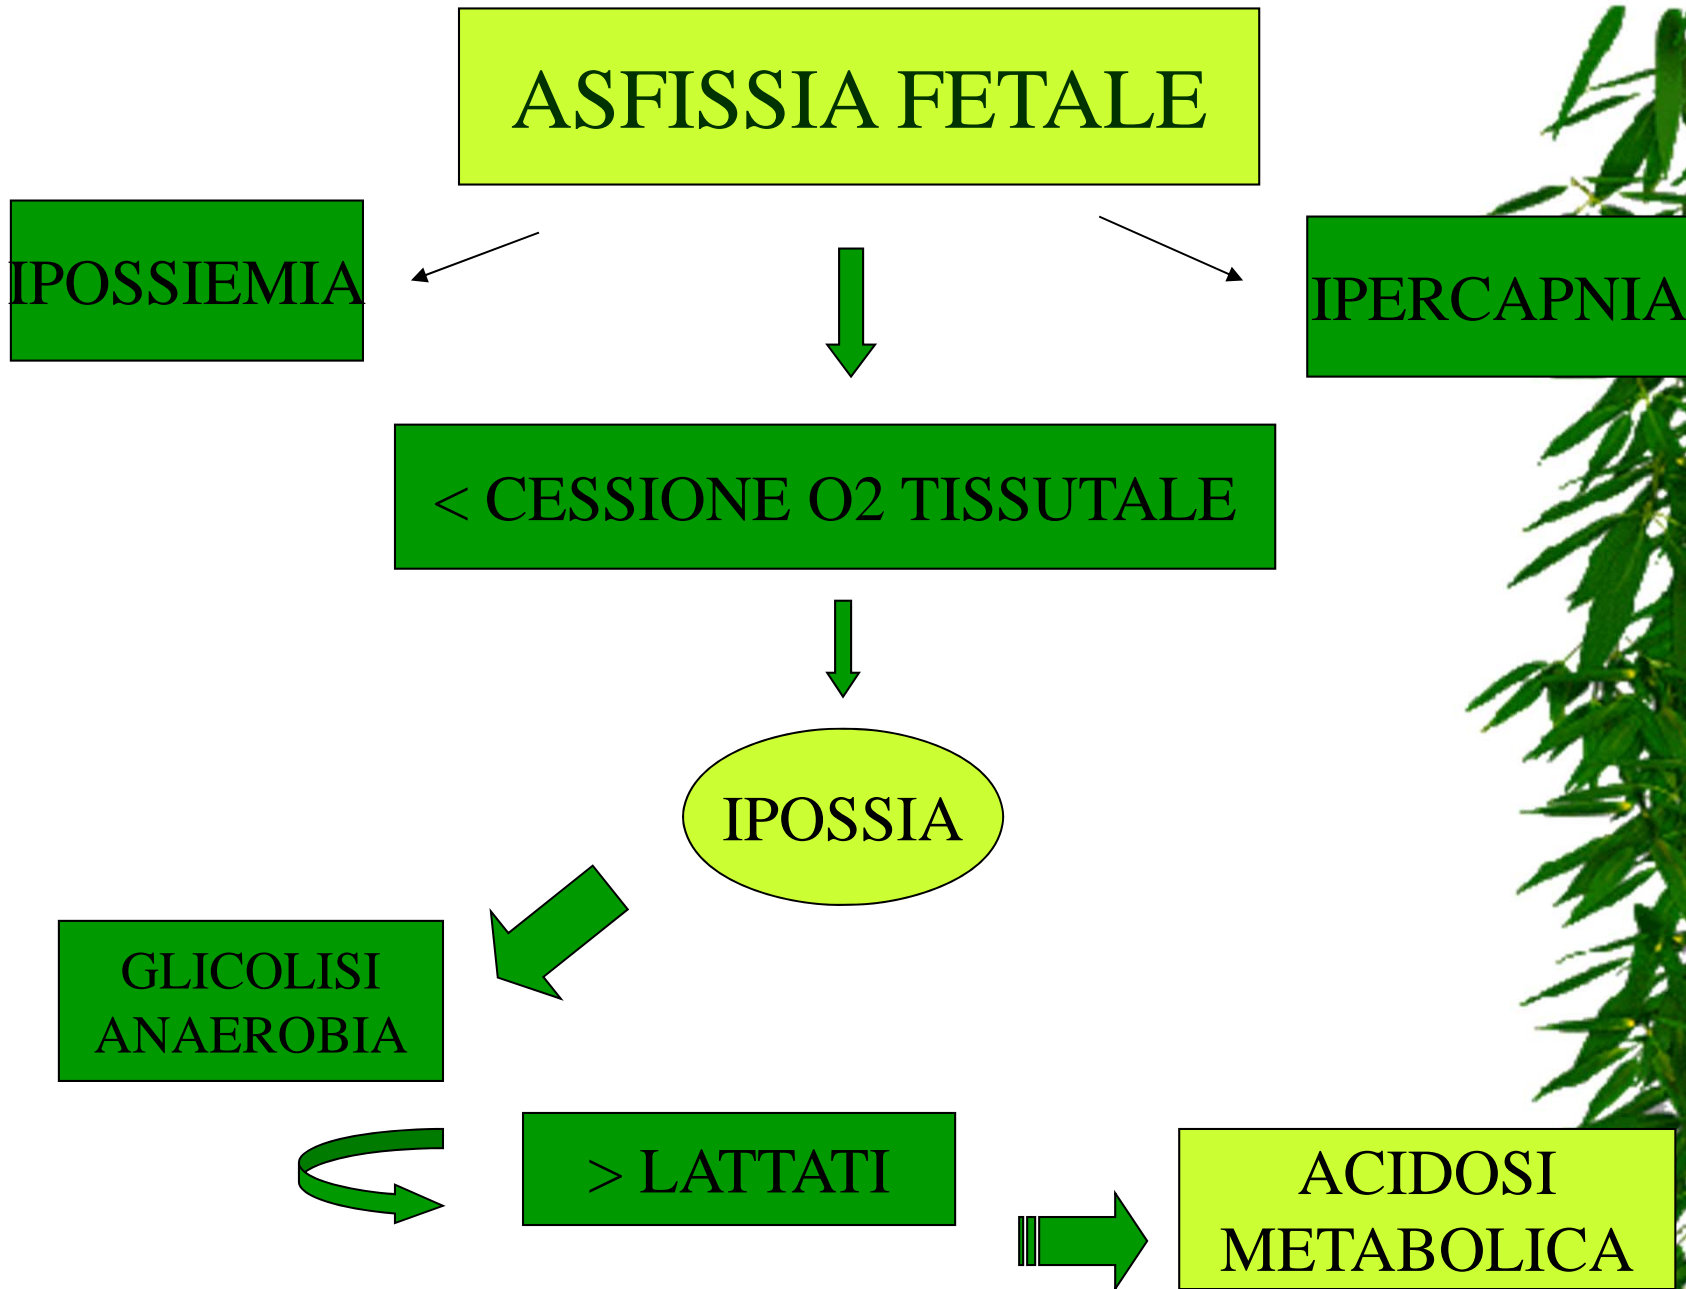 ASFISSIA FETALE
IPOSSIEMIA
IPERCAPNIA
< CESSIONE O2 TISSUTALE
IPOSSIA
GLICOLISI
ANAEROBIA
> LATTATI
ACIDOSI
METABOLICA